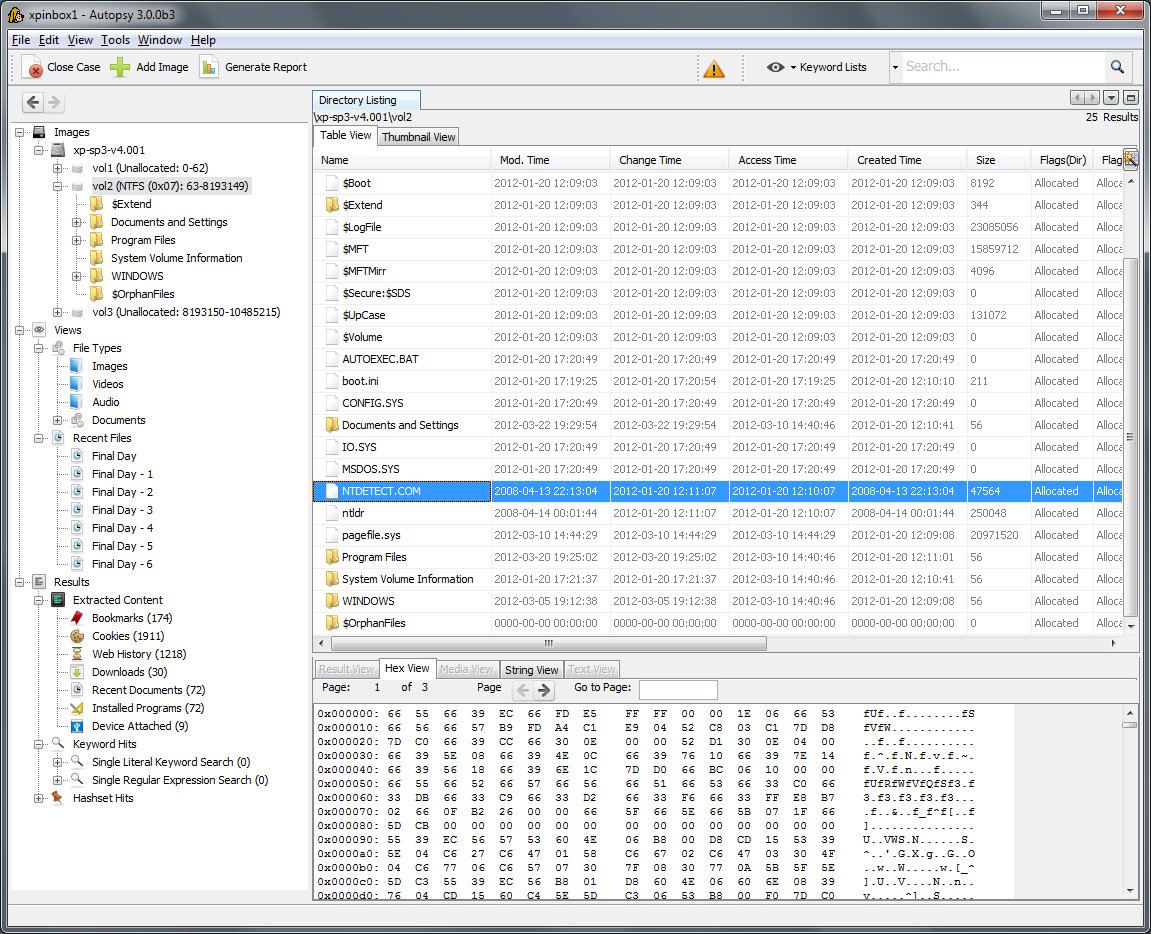 xpinbox1 - Autopsy 3.0.0b3
File Edit View Tools Window Help
Close Case Add Image Generate Report Keyword Lists Search...
Directory Listing
\xp-sp3-v4.001\vol2 25 Results
Table View Thumbnail View
Images
xp-sp3-v4.001
vol1 (Unallocated: 0-62)
vol2 (NTFS (0x07): 63-8193149)
$Extend
Documents and Settings
Program Files
System Volume Information
WINDOWS
$OrphanFiles
vol3 (Unallocated: 8193150-10485215)
Views
File Types
Images
Videos
Audio
Documents
Recent Files
Final Day
Final Day - 1
Final Day - 2
Final Day - 3
Final Day - 4
Final Day - 5
Final Day - 6
Results
Extracted Content
Bookmarks (174)
Cookies (1911)
Web History (1218)
Downloads (30)
Recent Documents (72)
Installed Programs (72)
Device Attached (9)
Keyword Hits
Single Literal Keyword Search (0)
Single Regular Expression Search (0)
Hashset Hits
Name Mod. Time Change Time Access Time Created Time Size Flags(Dir) Flag
$Boot 2012-01-20 12:09:03 2012-01-20 12:09:03 2012-01-20 12:09:03 2012-01-20 12:09:03 8192 Allocated Alloca
$Extend 2012-01-20 12:09:03 2012-01-20 12:09:03 2012-01-20 12:09:03 2012-01-20 12:09:03 344 Allocated Alloca
$LogFile 2012-01-20 12:09:03 2012-01-20 12:09:03 2012-01-20 12:09:03 2012-01-20 12:09:03 23085056 Allocated Alloca
$MFT 2012-01-20 12:09:03 2012-01-20 12:09:03 2012-01-20 12:09:03 2012-01-20 12:09:03 15859712 Allocated Alloca
$MFTMirr 2012-01-20 12:09:03 2012-01-20 12:09:03 2012-01-20 12:09:03 2012-01-20 12:09:03 4096 Allocated Alloca
$Secure:$SDS 2012-01-20 12:09:03 2012-01-20 12:09:03 2012-01-20 12:09:03 2012-01-20 12:09:03 0 Allocated Alloca
$UpCase 2012-01-20 12:09:03 2012-01-20 12:09:03 2012-01-20 12:09:03 2012-01-20 12:09:03 131072 Allocated Alloca
$Volume 2012-01-20 12:09:03 2012-01-20 12:09:03 2012-01-20 12:09:03 2012-01-20 12:09:03 0 Allocated Alloca
AUTOEXEC.BAT 2012-01-20 17:20:49 2012-01-20 17:20:49 2012-01-20 17:20:49 2012-01-20 17:20:49 0 Allocated Alloca
boot.ini 2012-01-20 17:19:25 2012-01-20 17:20:54 2012-01-20 17:19:25 2012-01-20 12:10:10 211 Allocated Alloca
CONFIG.SYS 2012-01-20 17:20:49 2012-01-20 17:20:49 2012-01-20 17:20:49 2012-01-20 17:20:49 0 Allocated Alloca
Documents and Settings 2012-03-22 19:29:54 2012-03-22 19:29:54 2012-03-10 14:40:46 2012-01-20 12:10:41 56 Allocated Alloca
IO.SYS 2012-01-20 17:20:49 2012-01-20 17:20:49 2012-01-20 17:20:49 2012-01-20 17:20:49 0 Allocated Alloca
MSDOS.SYS 2012-01-20 17:20:49 2012-01-20 17:20:49 2012-01-20 17:20:49 2012-01-20 17:20:49 0 Allocated Alloca
NTDETECT.COM 2008-04-13 22:13:04 2012-01-20 12:11:07 2012-01-20 12:10:07 2008-04-13 22:13:04 47564 Allocated Alloca
ntldr 2008-04-14 00:01:44 2012-01-20 12:11:07 2012-01-20 12:10:07 2008-04-14 00:01:44 250048 Allocated Alloca
pagefile.sys 2012-03-10 14:44:29 2012-03-10 14:44:29 2012-03-10 14:44:29 2012-01-20 12:09:08 20971520 Allocated Alloca
Program Files 2012-03-20 19:25:02 2012-03-20 19:25:02 2012-03-10 14:40:46 2012-01-20 12:11:01 56 Allocated Alloca
System Volume Information 2012-01-20 17:21:37 2012-01-20 17:21:37 2012-03-10 14:40:46 2012-01-20 12:10:41 56 Allocated Alloca
WINDOWS 2012-03-05 19:12:38 2012-03-05 19:12:38 2012-03-10 14:40:46 2012-01-20 12:09:08 56 Allocated Alloca
$OrphanFiles 0000-00-00 00:00:00 0000-00-00 00:00:00 0000-00-00 00:00:00 0000-00-00 00:00:00 0 Allocated Alloca
Result View Hex View Media View String View Text View
Page: 1 of 3 Page Go to Page:
0x000000: 66 55 66 39 EC 66 FD E5 FF FF 00 00 1E 06 66 53 fUf..f........fS
0x000010: 66 56 66 57 B9 FD A4 C1 E9 04 52 C8 03 C1 7D D8 fVfW............
0x000020: 7D C0 66 39 CC 66 30 0E 00 00 52 D1 30 0E 04 00 ..f..f..........
0x000030: 66 39 5E 08 66 39 4E 0C 66 39 76 10 66 39 7E 14 f.^.f.N.f.v.f.~.
0x000040: 66 39 56 18 66 39 6E 1C 7D D0 66 BC 06 10 00 00 f.V.f.n...f.....
0x000050: 66 55 66 52 66 57 66 56 66 51 66 53 66 33 C0 66 fUfRfWfVfQfSf3.f
0x000060: 33 DB 66 33 C9 66 33 D2 66 33 F6 66 33 FF E8 B7 3.f3.f3.f3.f3...
0x000070: 02 66 0F B2 26 00 00 66 5F 66 5E 66 5B 07 1F 66 .f..&..f_f^f[..f
0x000080: 5D CB 00 00 00 00 00 00 00 00 00 00 00 00 00 00 ]...............
0x000090: 55 39 EC 56 57 53 60 4E 06 B8 00 D8 CD 15 53 39 U..VWS.N......S.
0x0000a0: 5E 04 C6 27 C6 47 01 58 C6 67 02 C6 47 03 30 4F ^..'.G.X.g..G..O
0x0000b0: 04 C6 77 06 C6 57 07 30 7F 08 30 77 0A 5B 5F 5E ..w..W.....w.[_^
0x0000c0: 5D C3 55 39 EC 56 B8 01 D8 60 4E 06 60 6E 08 39 ].U..V....N..n..
0x0000d0: 76 04 CD 15 60 C4 5E 5D C3 06 53 B8 00 F0 7D C0 v.....^]..S.....